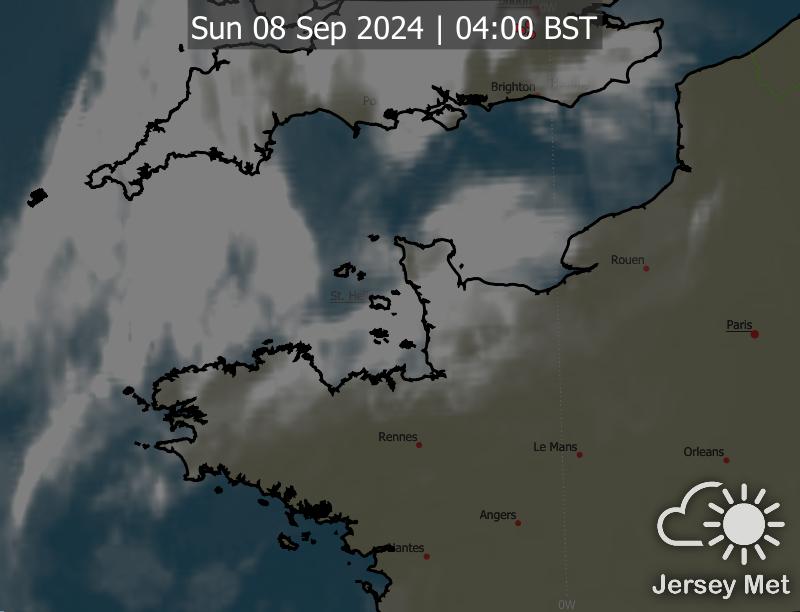 Sun 08 Sep 2024 | 04:00 BST
Brighton
Po
St. Hel
Rouen
Paris
Rennes
Le Mans
Orleans
Angers
Nantes
Jersey Met
0W